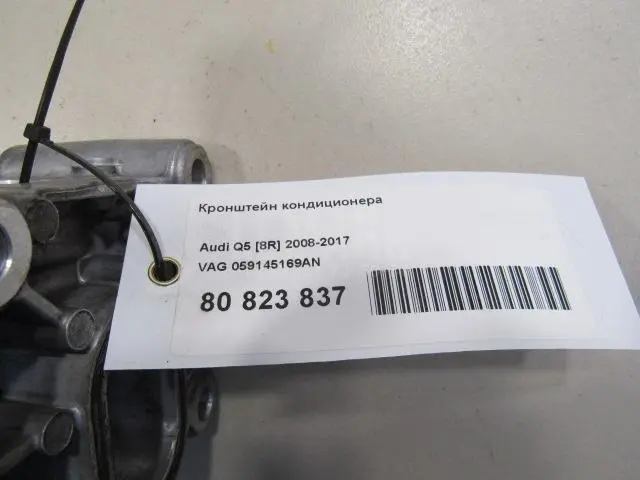 Кронштейн кондиционера
Audi Q5 [8R] 2008-2017
VAG 059145169AN
80 823 837